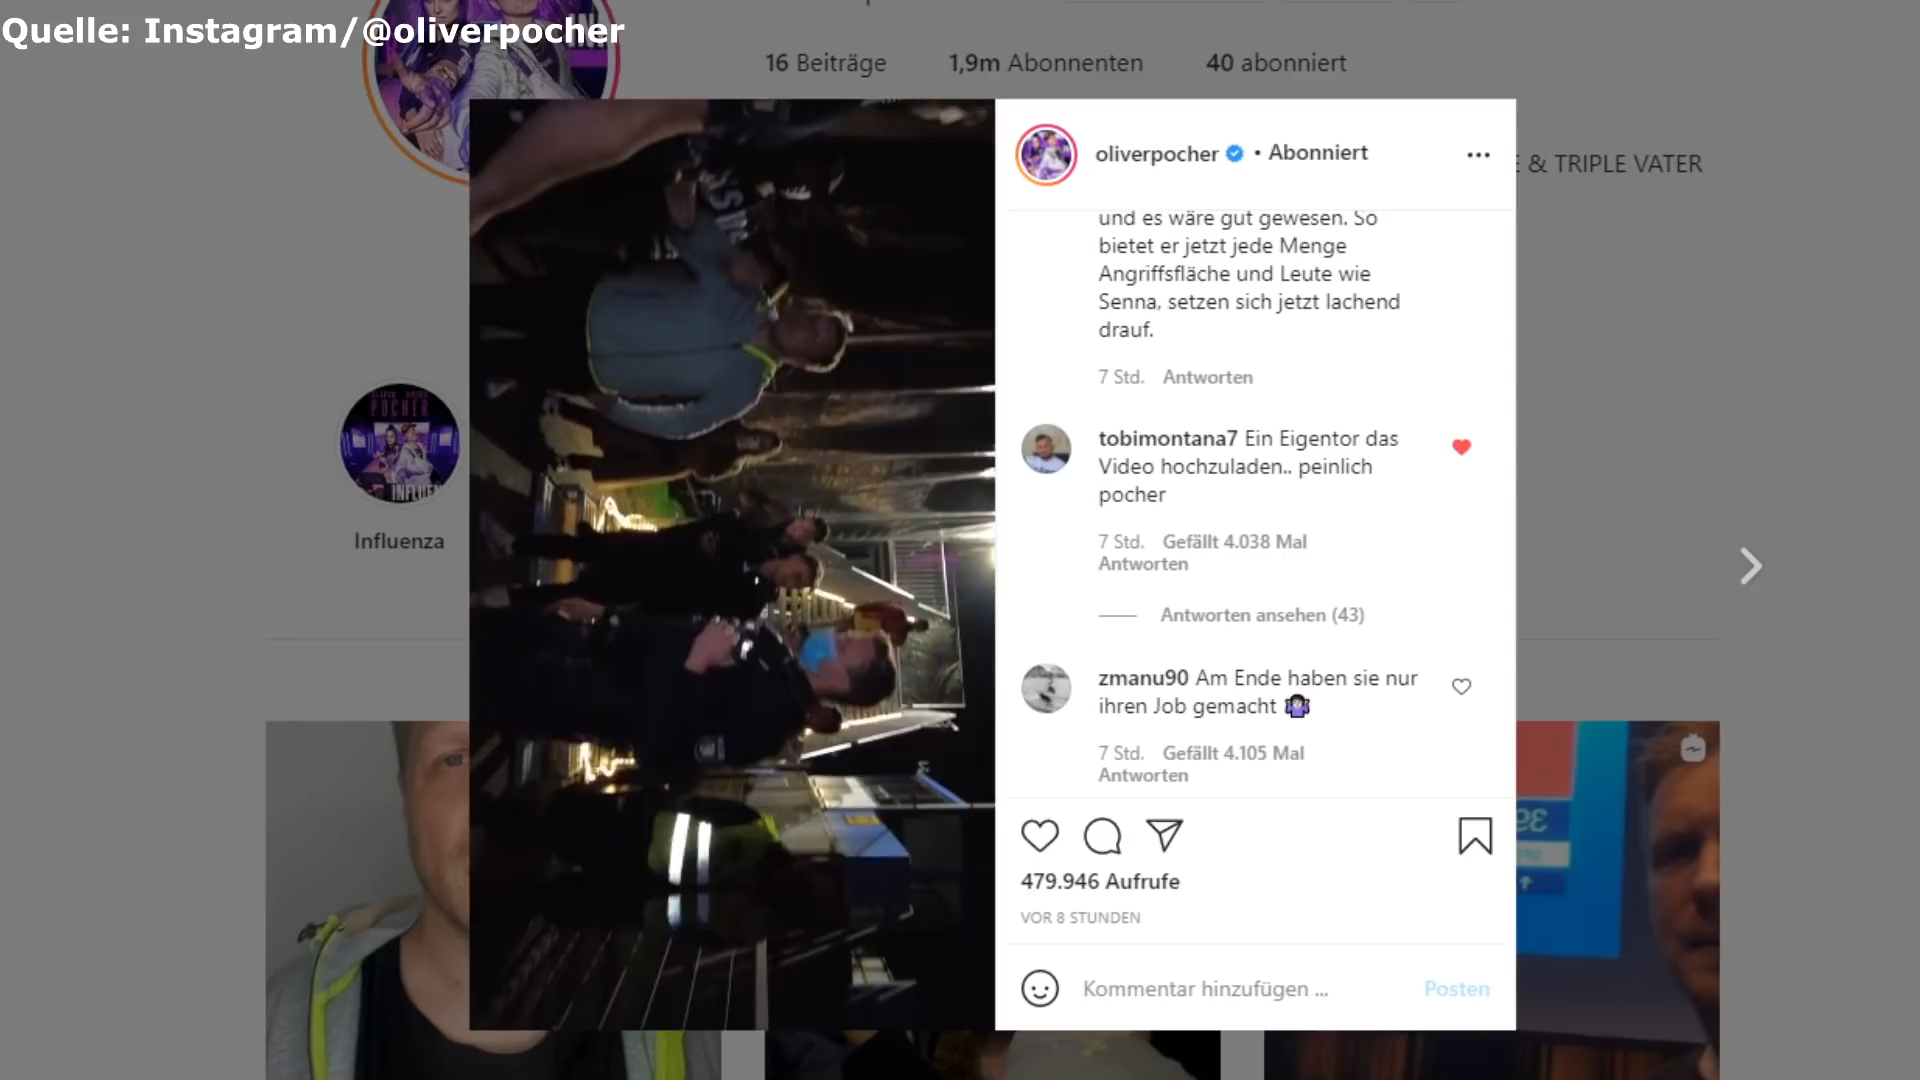 Quelle: Instagram/@oliverpocher
16 Beiträge 1,9m Abonnenten 40 abonniert
& TRIPLE VATER
POCHER
INFLUEN
Influenza
oliverpocher • Abonniert
und es wäre gut gewesen. So
bietet er jetzt jede Menge
Angriffsfläche und Leute wie
Senna, setzen sich jetzt lachend
drauf.
7 Std. Antworten
tobimontana7 Ein Eigentor das
Video hochzuladen.. peinlich
pocher
7 Std. Gefällt 4.038 Mal
Antworten
Antworten ansehen (43)
zmanu90 Am Ende haben sie nur
ihren Job gemacht 🤷🏻‍♀️
7 Std. Gefällt 4.105 Mal
Antworten
479.946 Aufrufe
VOR 8 STUNDEN
Kommentar hinzufügen ...
Posten